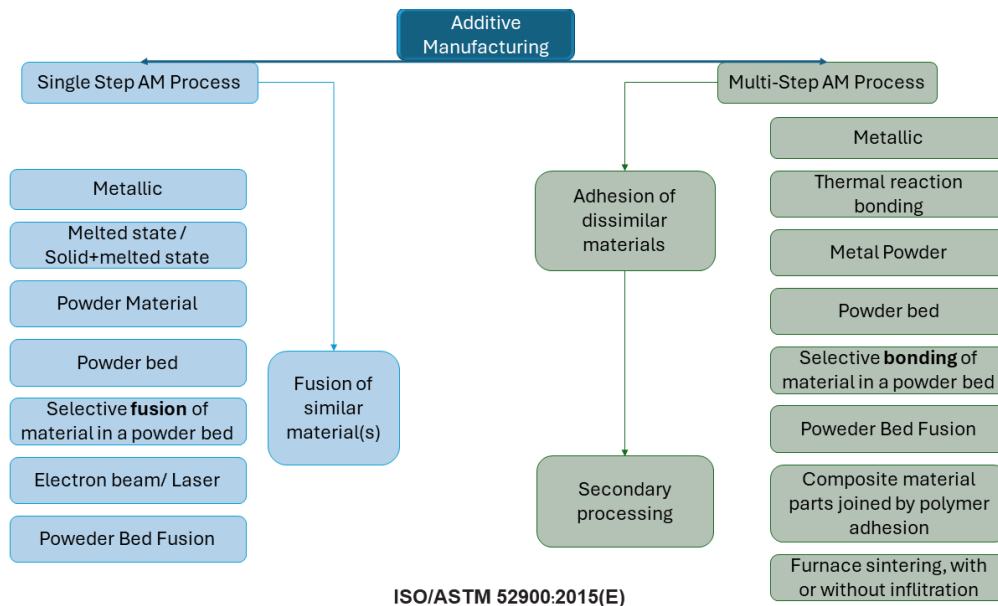 Additive
Manufacturing
Single Step AM Process
Multi-Step AM Process
Metallic
Melted state /
Solid+melted state
Powder Material
Powder bed
Selective fusion of
material in a powder bed
Electron beam/ Laser
Poweder Bed Fusion
Fusion of
similar
material(s)
Adhesion of
dissimilar
materials
Secondary
processing
Metallic
Thermal reaction
bonding
Metal Powder
Powder bed
Selective bonding of
material in a powder bed
Poweder Bed Fusion
Composite material
parts joined by polymer
adhesion
Furnace sintering, with
or without inflitration
ISO/ASTM 52900:2015(E)